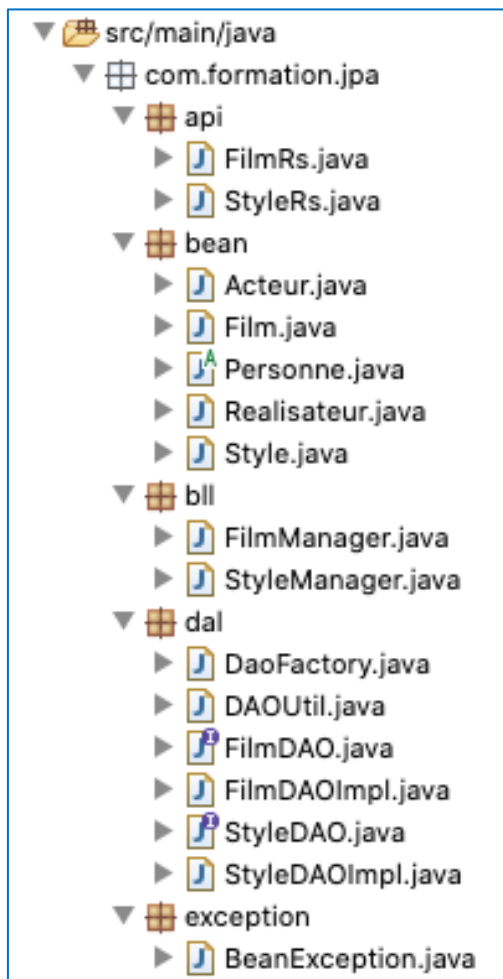 src/main/java
com.formation.jpa
api
FilmRs.java
StyleRs.java
bean
Acteur.java
Film.java
Personne.java
Realisateur.java
Style.java
bll
FilmManager.java
StyleManager.java
dal
DaoFactory.java
DAOUtil.java
FilmDAO.java
FilmDAOImpl.java
StyleDAO.java
StyleDAOImpl.java
exception
BeanException.java